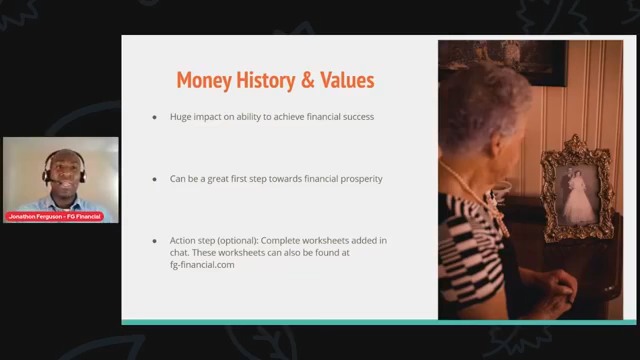 Money History & Values
● Huge impact on ability to achieve financial success
● Can be a great first step towards financial prosperity
● Action step (optional): Complete worksheets added in
chat. These worksheets can also be found at
fg-financial.com
Jonathon Ferguson - FG Financial